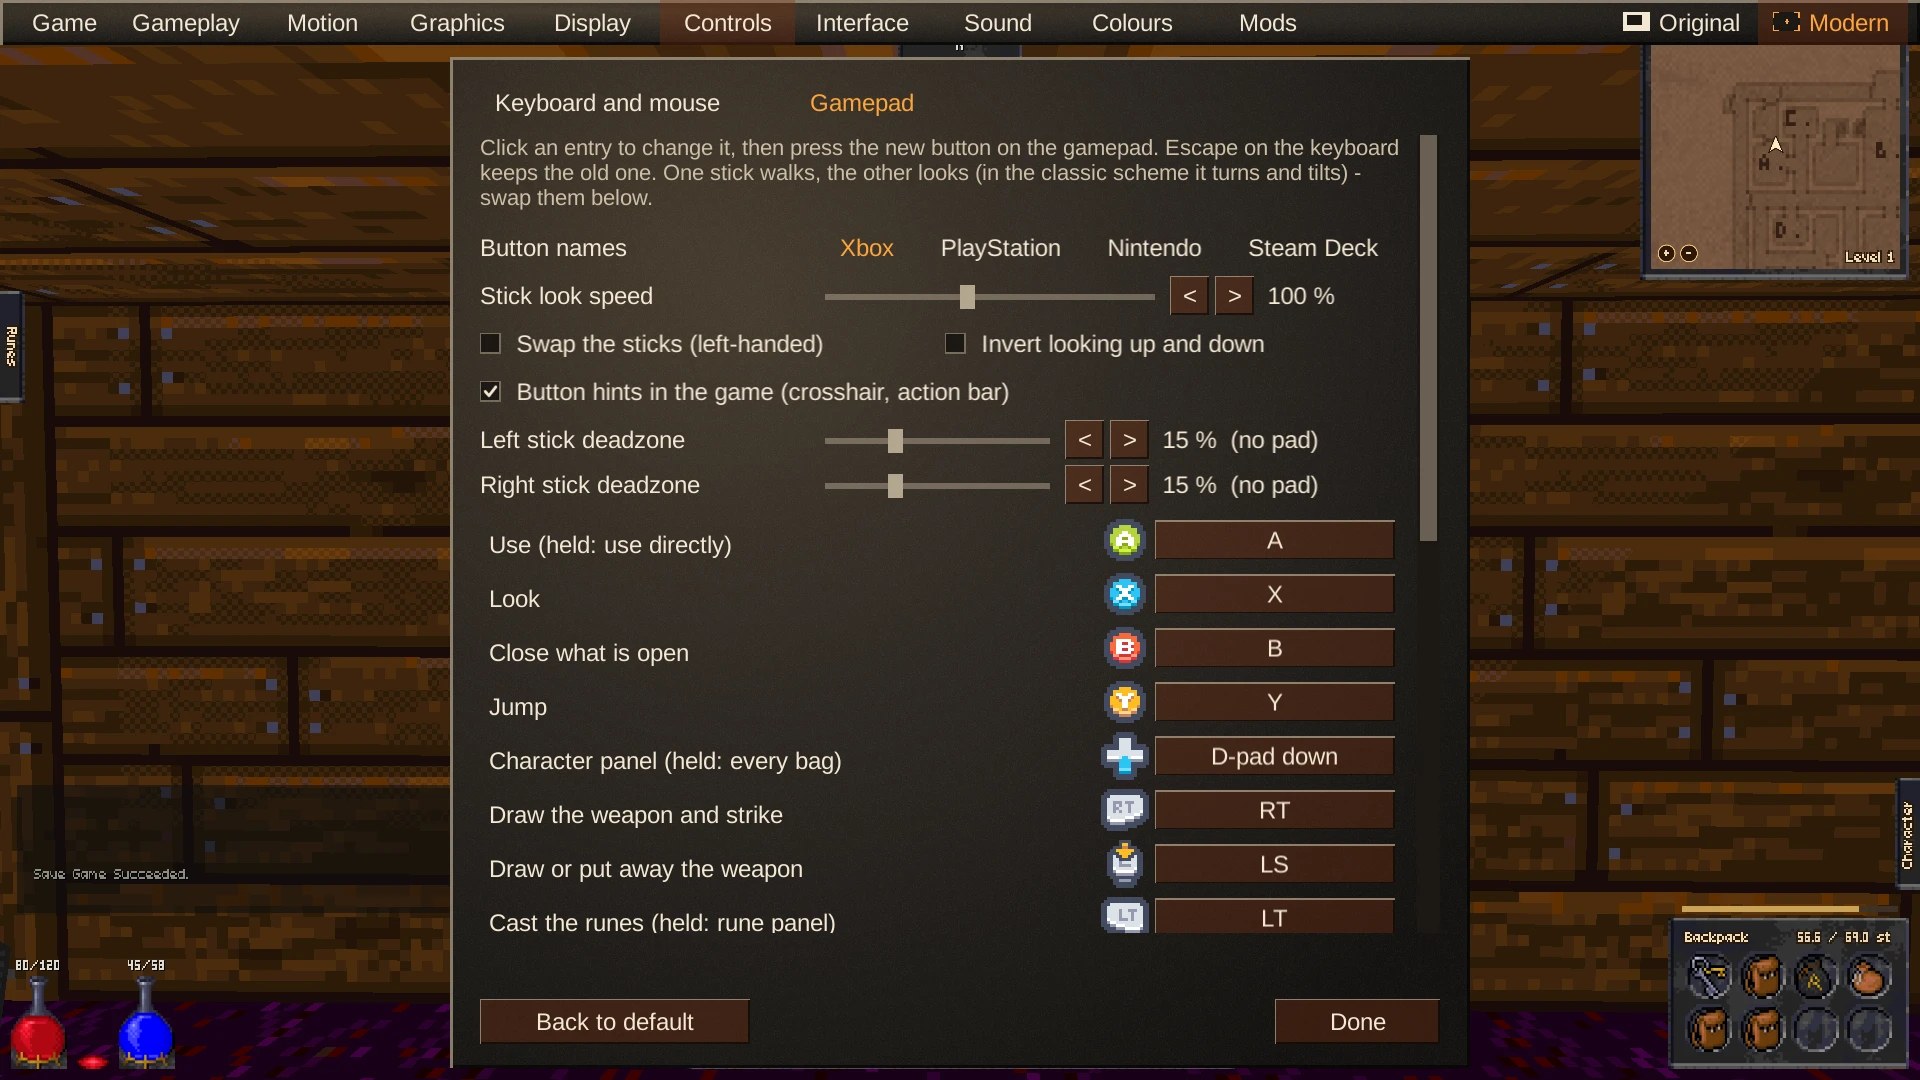 Game Gameplay Motion Graphics Display Controls Interface Sound Colours Mods Original Modern
Keyboard and mouse Gamepad
Click an entry to change it, then press the new button on the gamepad. Escape on the keyboard
keeps the old one. One stick walks, the other looks (in the classic scheme it turns and tilts) -
swap them below.
Button names Xbox PlayStation Nintendo Steam Deck
Stick look speed < > 100 %
Swap the sticks (left-handed) Invert looking up and down
Button hints in the game (crosshair, action bar)
Left stick deadzone < > 15 % (no pad)
Right stick deadzone < > 15 % (no pad)
Use (held: use directly) A A
Look X X
Close what is open B B
Jump Y Y
Character panel (held: every bag) D-pad down
Draw the weapon and strike RT RT
Draw or put away the weapon LS
Cast the runes (held: rune panel) LT LT
Back to default Done
C .
A .
B .
D .
Level 1
Runes
Character
Save Game Succeeded.
80/120 45/58
Backpack 56.6 / 69.0 st